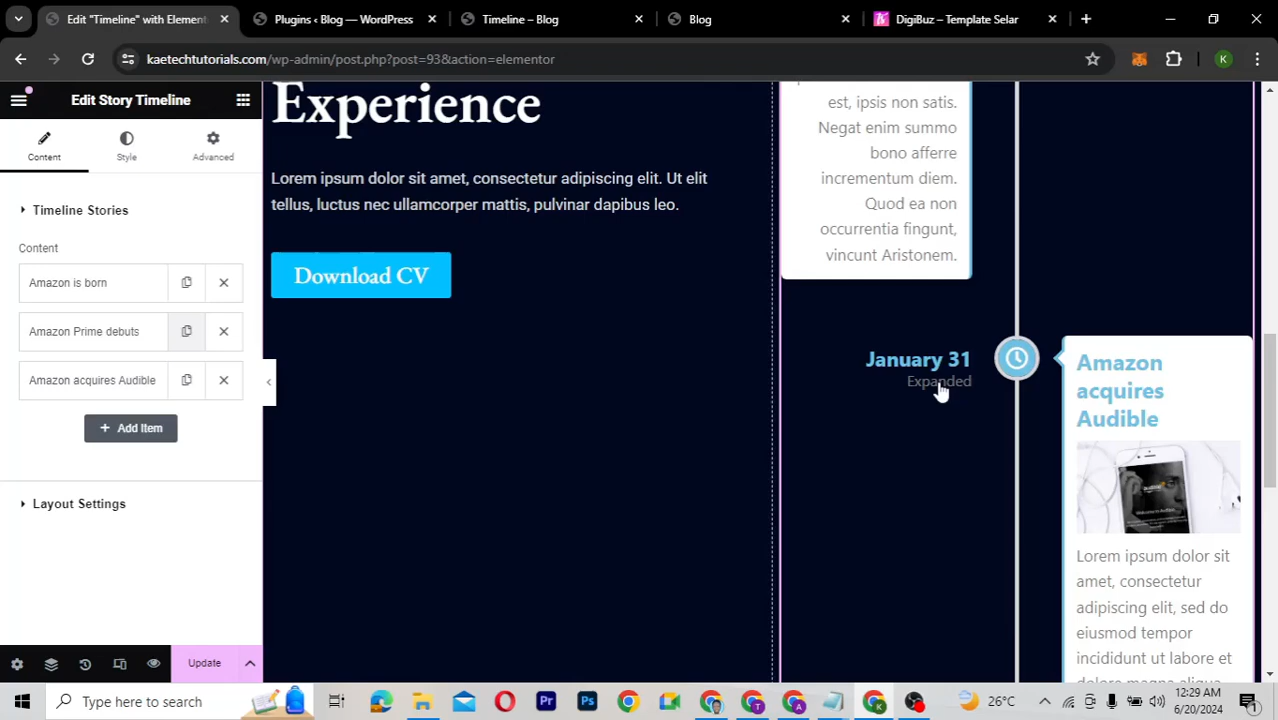 Edit "Timeline" with Element
Plugins ‹ Blog — WordPress
Timeline – Blog
Blog
DigiBuz – Template Selar
kaetechtutorials.com/wp-admin/post.php?post=93&action=elementor
K
Edit Story Timeline
Content
Style
Advanced
Timeline Stories
Content
Amazon is born
Amazon Prime debuts
Amazon acquires Audible
+ Add Item
Layout Settings
Update
Experience
Lorem ipsum dolor sit amet, consectetur adipiscing elit. Ut elit
tellus, luctus nec ullamcorper mattis, pulvinar dapibus leo.
Download CV
est, ipsis non satis.
Negat enim summo
bono afferre
incrementum diem.
Quod ea non
occurrentia fingunt,
vincunt Aristonem.
January 31
Expanded
Amazon
acquires
Audible
Lorem ipsum dolor sit
amet, consectetur
adipiscing elit, sed do
eiusmod tempor
incididunt ut labore et
Type here to search
26°C
12:29 AM
6/20/2024